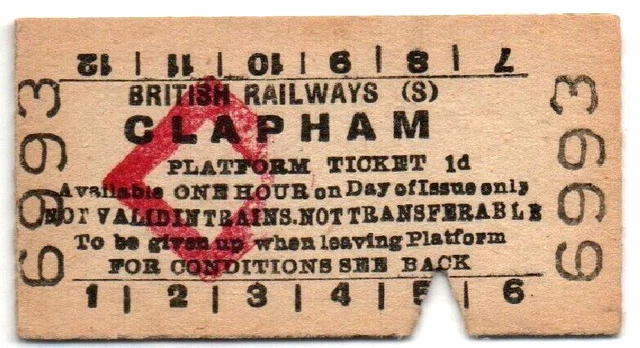 12 | 11 | 10 | 9 | 8 | 7
BRITISH RAILWAYS (S)
CLAPHAM
PLATFORM TICKET 1d
Available ONE HOUR on Day of Issue only
NOT VALID IN TRAINS. NOT TRANSFERABLE
To be given up when leaving Platform
FOR CONDITIONS SEE BACK
1 | 2 | 3 | 4 | 5 | 6
6993
6993